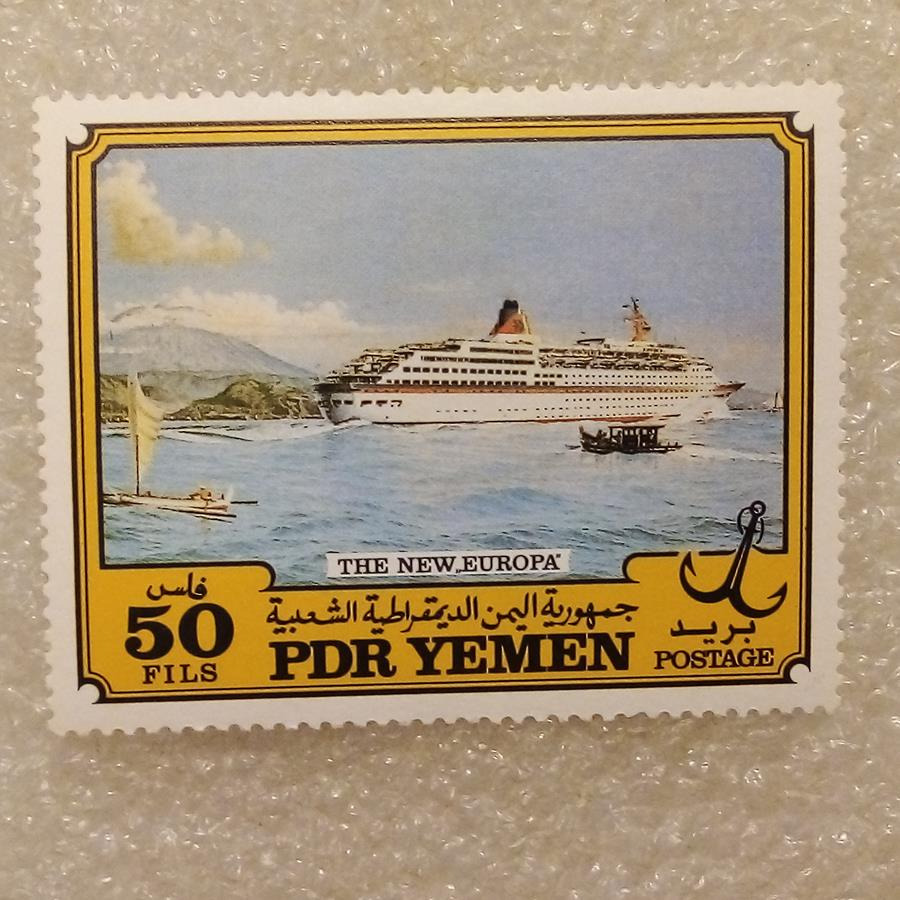 THE NEW „EUROPA“
فلس
50
FILS
جمهورية اليمن الديمقراطية الشعبية
PDR YEMEN
بريد
POSTAGE